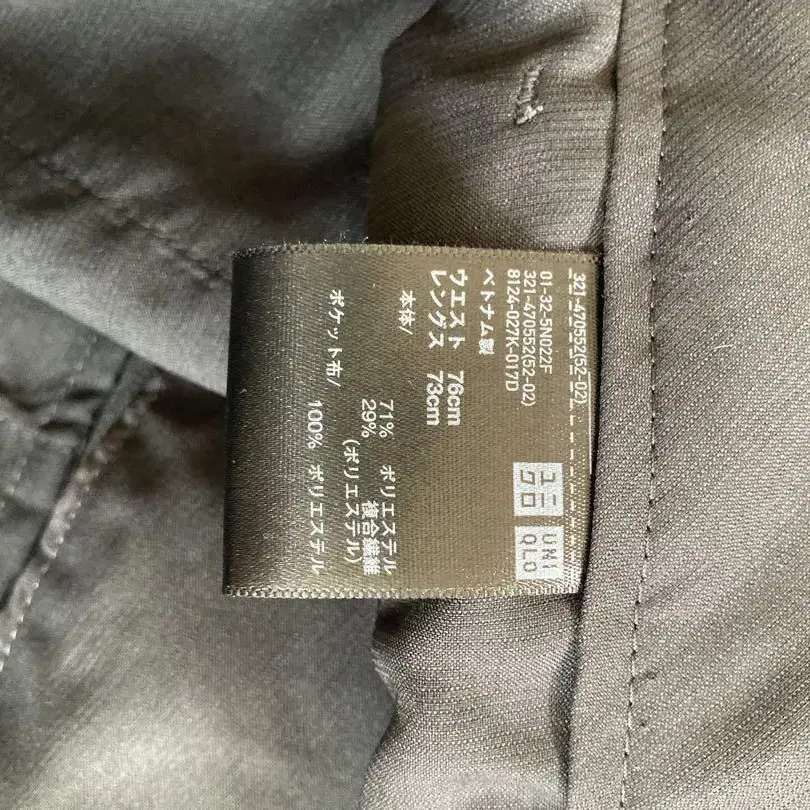 321-470552(52-02)
ユニ
クロ
UNI
QLO
01-32-5N022F
321-470552(52-02)
8124-027K-017D
ベトナム製
ウエスト 76cm
レングス 73cm
本体/
71% ポリエステル
29% 複合繊維
(ポリエステル)
ポケット布/
100% ポリエステル